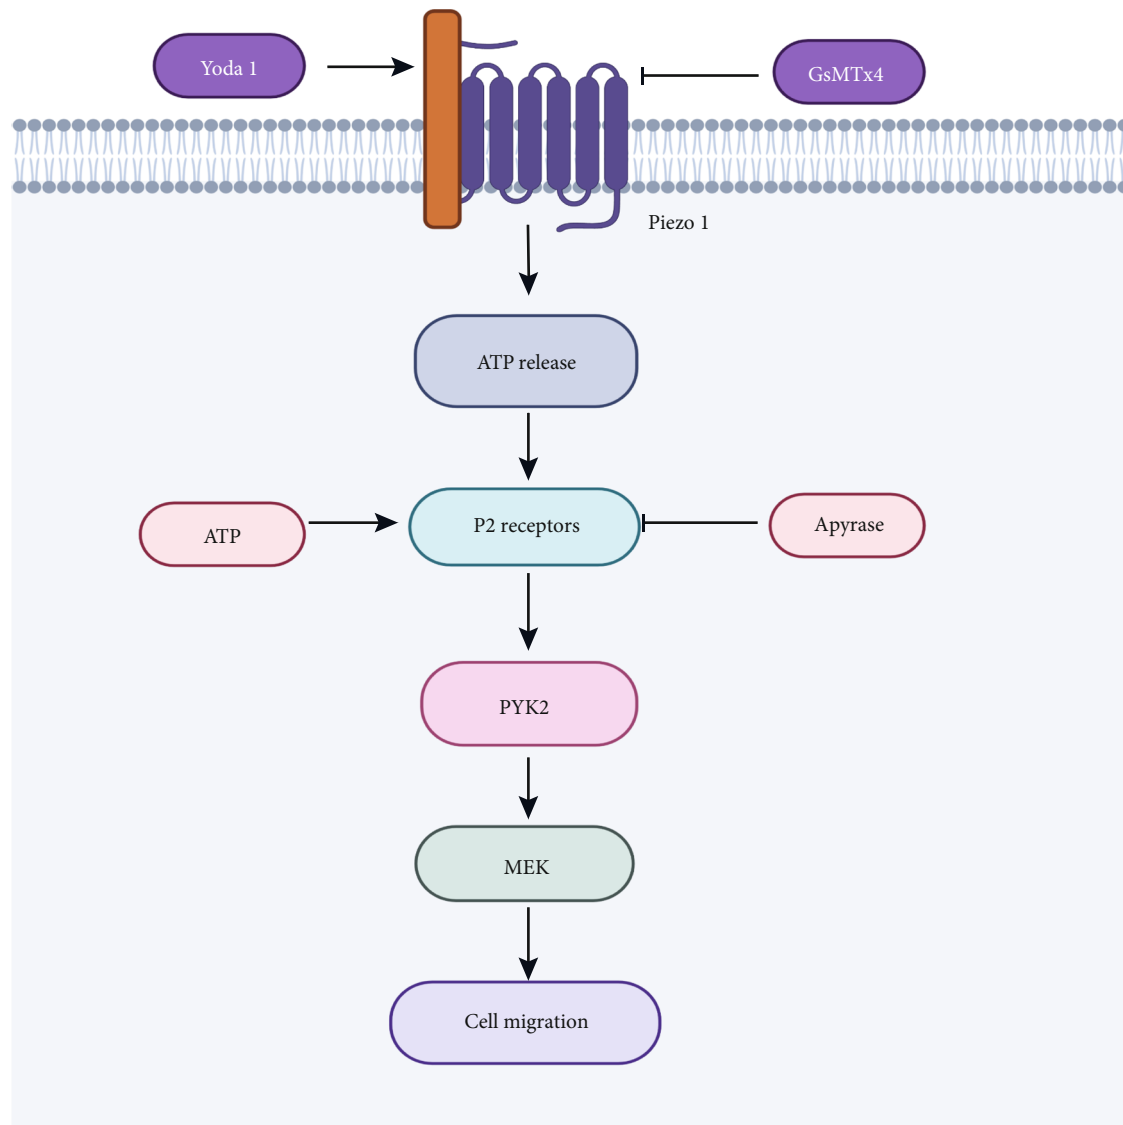 Yoda 1
GsMTx4
Piezo 1
ATP release
ATP
P2 receptors
Apyrase
PYK2
MEK
Cell migration